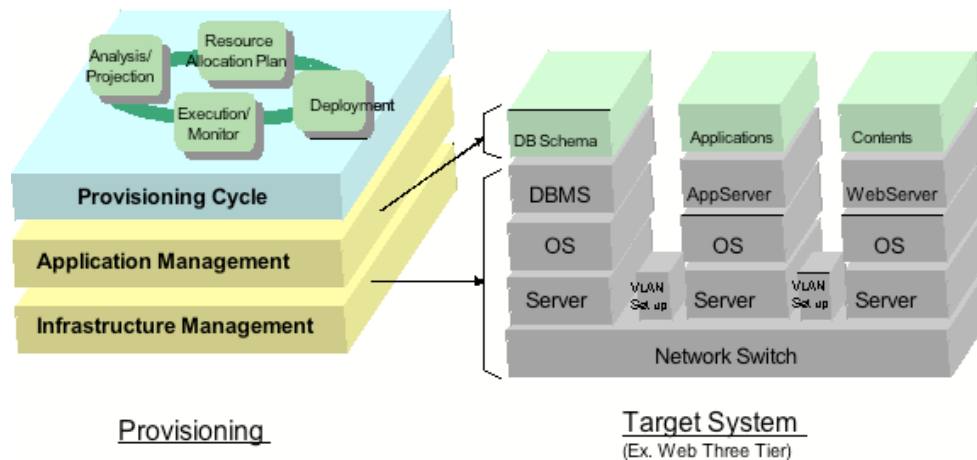 Analysis/
Projection
Resource
Allocation Plan
Execution/
Monitor
Deployment
Provisioning Cycle
Application Management
Infrastructure Management
Provisioning
DB Schema
Applications
Contents
DBMS
AppServer
WebServer
OS
OS
OS
Server
VLAN
Set up
Server
VLAN
Set up
Server
Network Switch
Target System
(Ex. Web Three Tier)